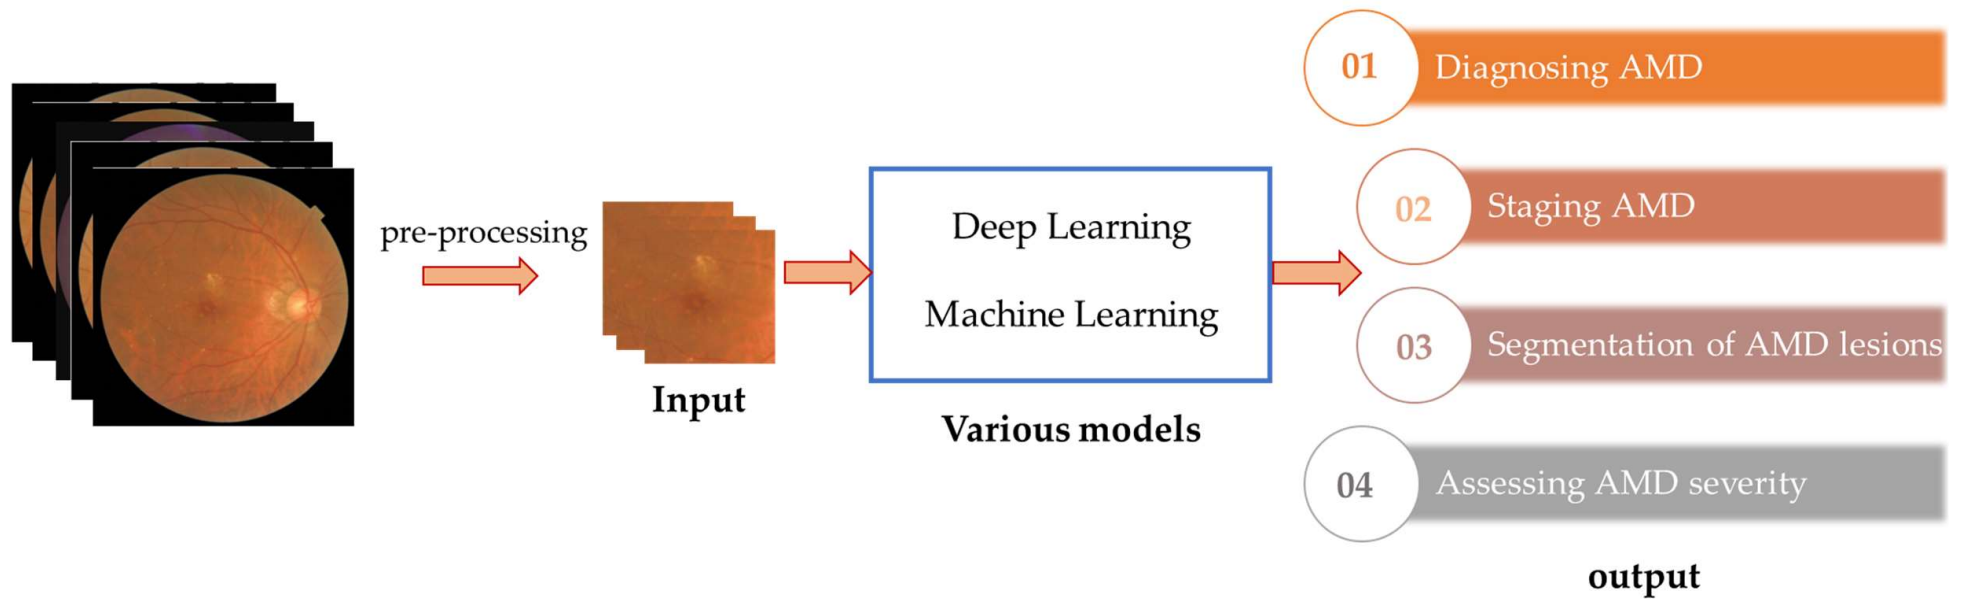 pre-processing
Input
Deep Learning
Machine Learning
Various models
01
Diagnosing AMD
02
Staging AMD
03
Segmentation of AMD lesions
04
Assessing AMD severity
output